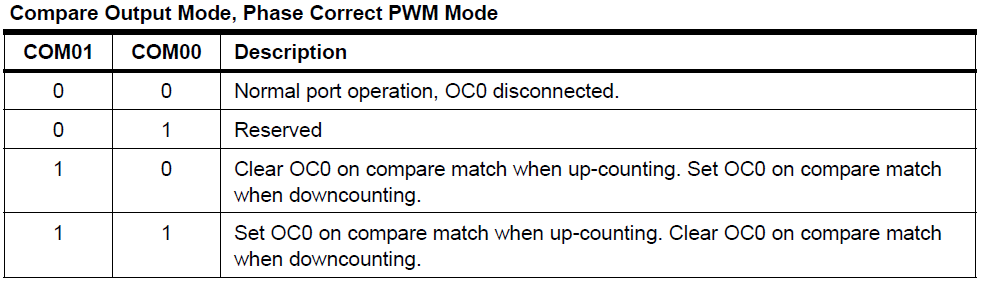 Compare Output Mode, Phase Correct PWM Mode
COM01 COM00 Description
0 0 Normal port operation, OC0 disconnected.
0 1 Reserved
1 0 Clear OC0 on compare match when up-counting. Set OC0 on compare match
when downcounting.
1 1 Set OC0 on compare match when up-counting. Clear OC0 on compare match
when downcounting.